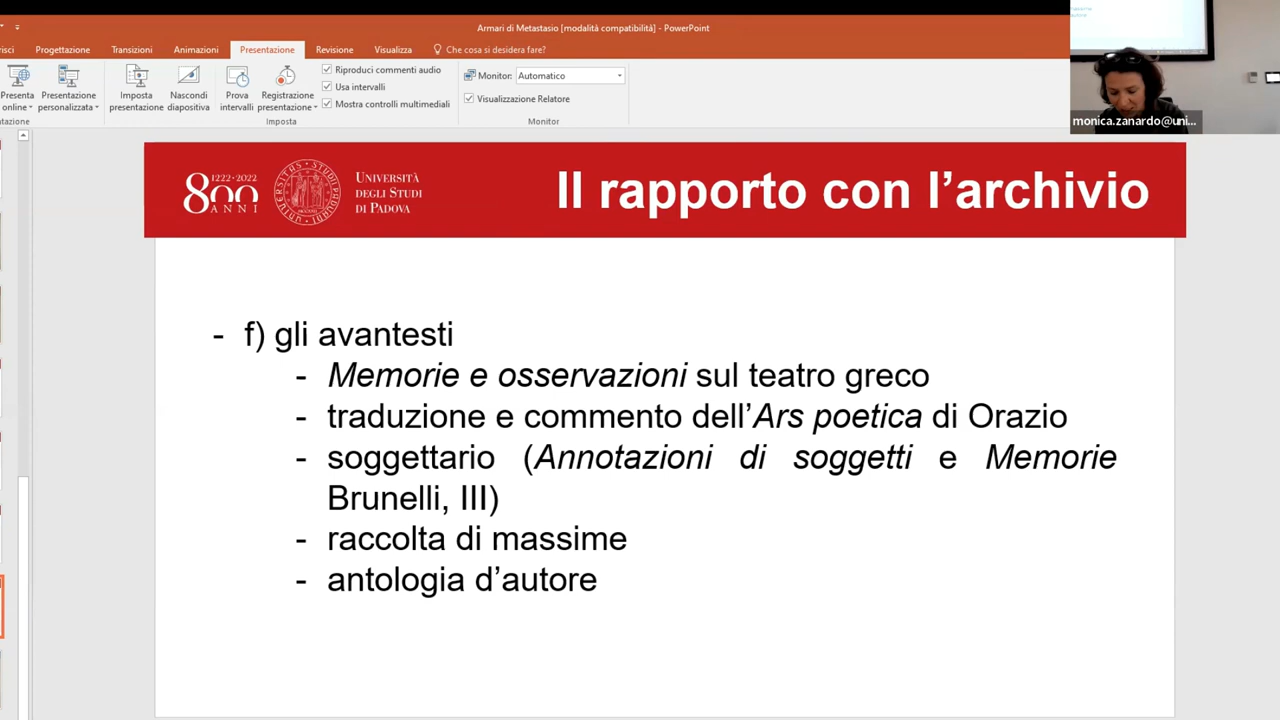 Armari di Metastasio [modalità compatibilità] - PowerPoint
Progettazione Transizioni Animazioni Presentazione Revisione Visualizza Che cosa si desidera fare?
Presenta online
Presentazione personalizzata
Imposta presentazione
Nascondi diapositiva
Prova intervalli
Registrazione presentazione
Riproduci commenti audio
Usa intervalli
Mostra controlli multimediali
Imposta
Monitor: Automatico
Visualizzazione Relatore
Monitor
monica.zanardo@uni...
1222·2022
800
ANNI
UNIVERSITÀ
DEGLI STUDI
DI PADOVA
Il rapporto con l’archivio
- f) gli avantesti
- Memorie e osservazioni sul teatro greco
- traduzione e commento dell’Ars poetica di Orazio
- soggettario (Annotazioni di soggetti e Memorie
Brunelli, III)
- raccolta di massime
- antologia d’autore